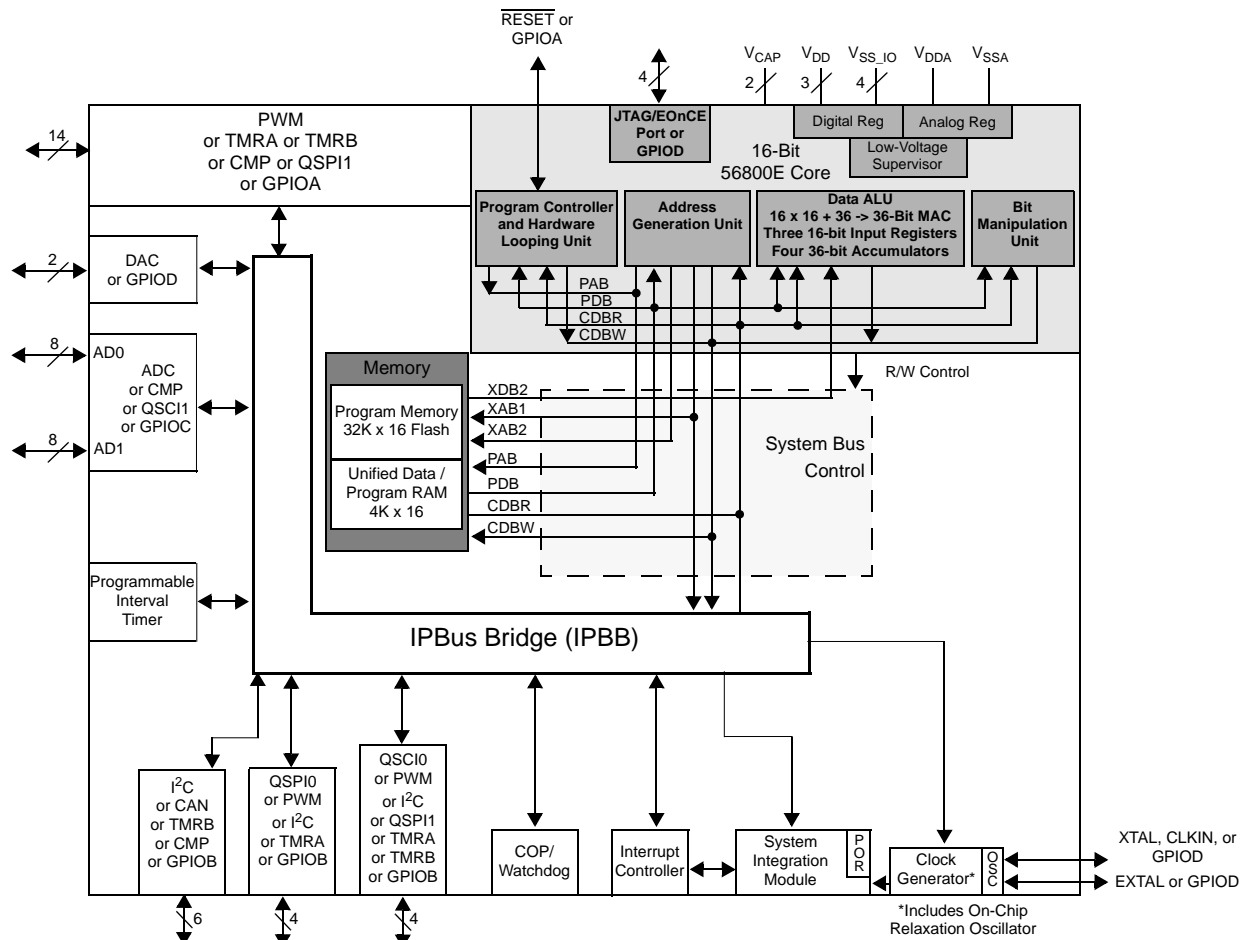 RESET or
GPIOA
4
V_CAP
V_DD
V_SS_IO
V_DDA
V_SSA
2
3
4
14
PWM
or TMRA or TMRB
or CMP or QSPI1
or GPIOA
JTAG/EOnCE
Port or
GPIOD
Digital Reg
Analog Reg
Low-Voltage
Supervisor
16-Bit
56800E Core
Program Controller
and Hardware
Looping Unit
Address
Generation Unit
Data ALU
16 x 16 + 36 -> 36-Bit MAC
Three 16-bit Input Registers
Four 36-bit Accumulators
Bit
Manipulation
Unit
2
DAC
or GPIOD
PAB
PDB
CDBR
CDBW
8
AD0
ADC
or CMP
or QSCI1
or GPIOC
8
AD1
Memory
Program Memory
32K x 16 Flash
Unified Data /
Program RAM
4K x 16
R/W Control
XDB2
XAB1
XAB2
PAB
PDB
CDBR
CDBW
System Bus
Control
Programmable
Interval
Timer
IPBus Bridge (IPBB)
I²C
or CAN
or TMRB
or CMP
or GPIOB
QSPI0
or PWM
or I²C
or TMRA
or GPIOB
QSCI0
or PWM
or I²C
or QSPI1
or TMRA
or TMRB
or GPIOB
COP/
Watchdog
Interrupt
Controller
System
Integration
Module
POR
Clock
Generator*
OSC
XTAL, CLKIN, or
GPIOD
EXTAL or GPIOD
*Includes On-Chip
Relaxation Oscillator
6
4
4